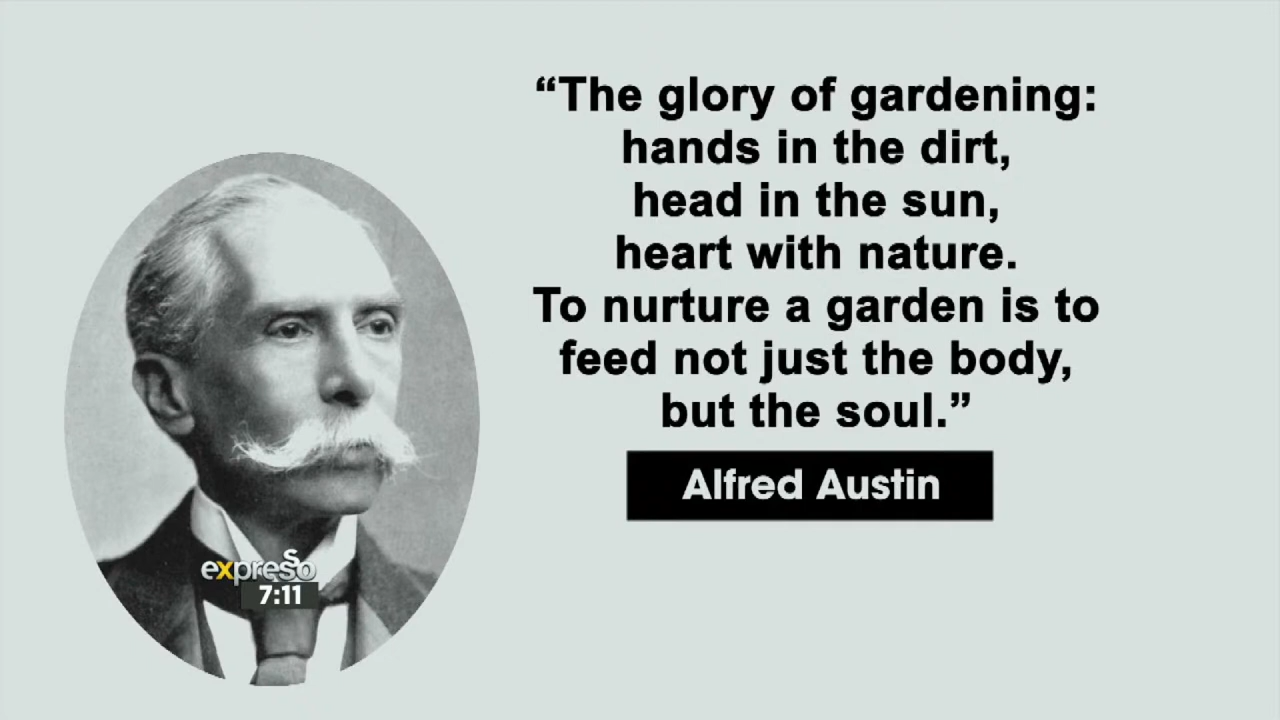 “The glory of gardening:
hands in the dirt,
head in the sun,
heart with nature.
To nurture a garden is to
feed not just the body,
but the soul.”
Alfred Austin
expresso
7:11